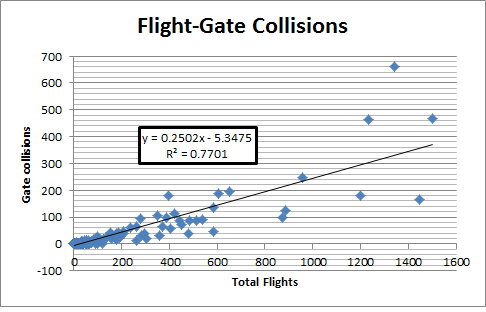 Flight-Gate Collisions
700
600
500
400
300
200
100
0
-100
y = 0.2502x - 5.3475
R² = 0.7701
Gate collisions
0 200 400 600 800 1000 1200 1400 1600
Total Flights